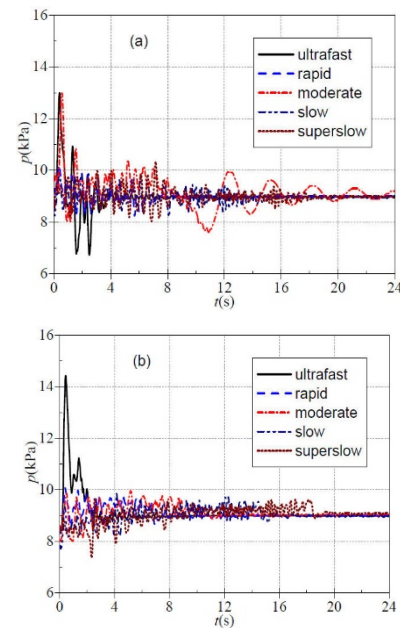 16
(a)
ultrafast
rapid
moderate
slow
superslow
14
12
p(kPa)
10
8
6
0 4 8 12 16 20 24
t(s)
16
(b)
ultrafast
rapid
moderate
slow
superslow
14
12
p(kPa)
10
8
6
0 4 8 12 16 20 24
t(s)